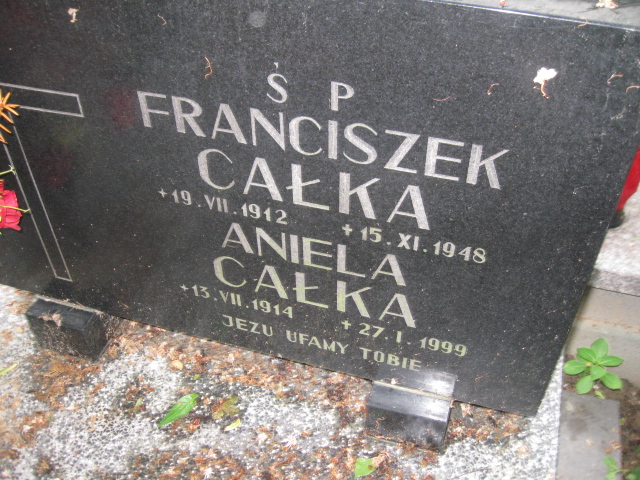 Ś P
FRANCISZEK
CAŁKA
+19.VII.1912 +15.XI.1948
ANIELA
CAŁKA
+13.VII.1914 +27.I.1999
JEZU UFAMY TOBIE